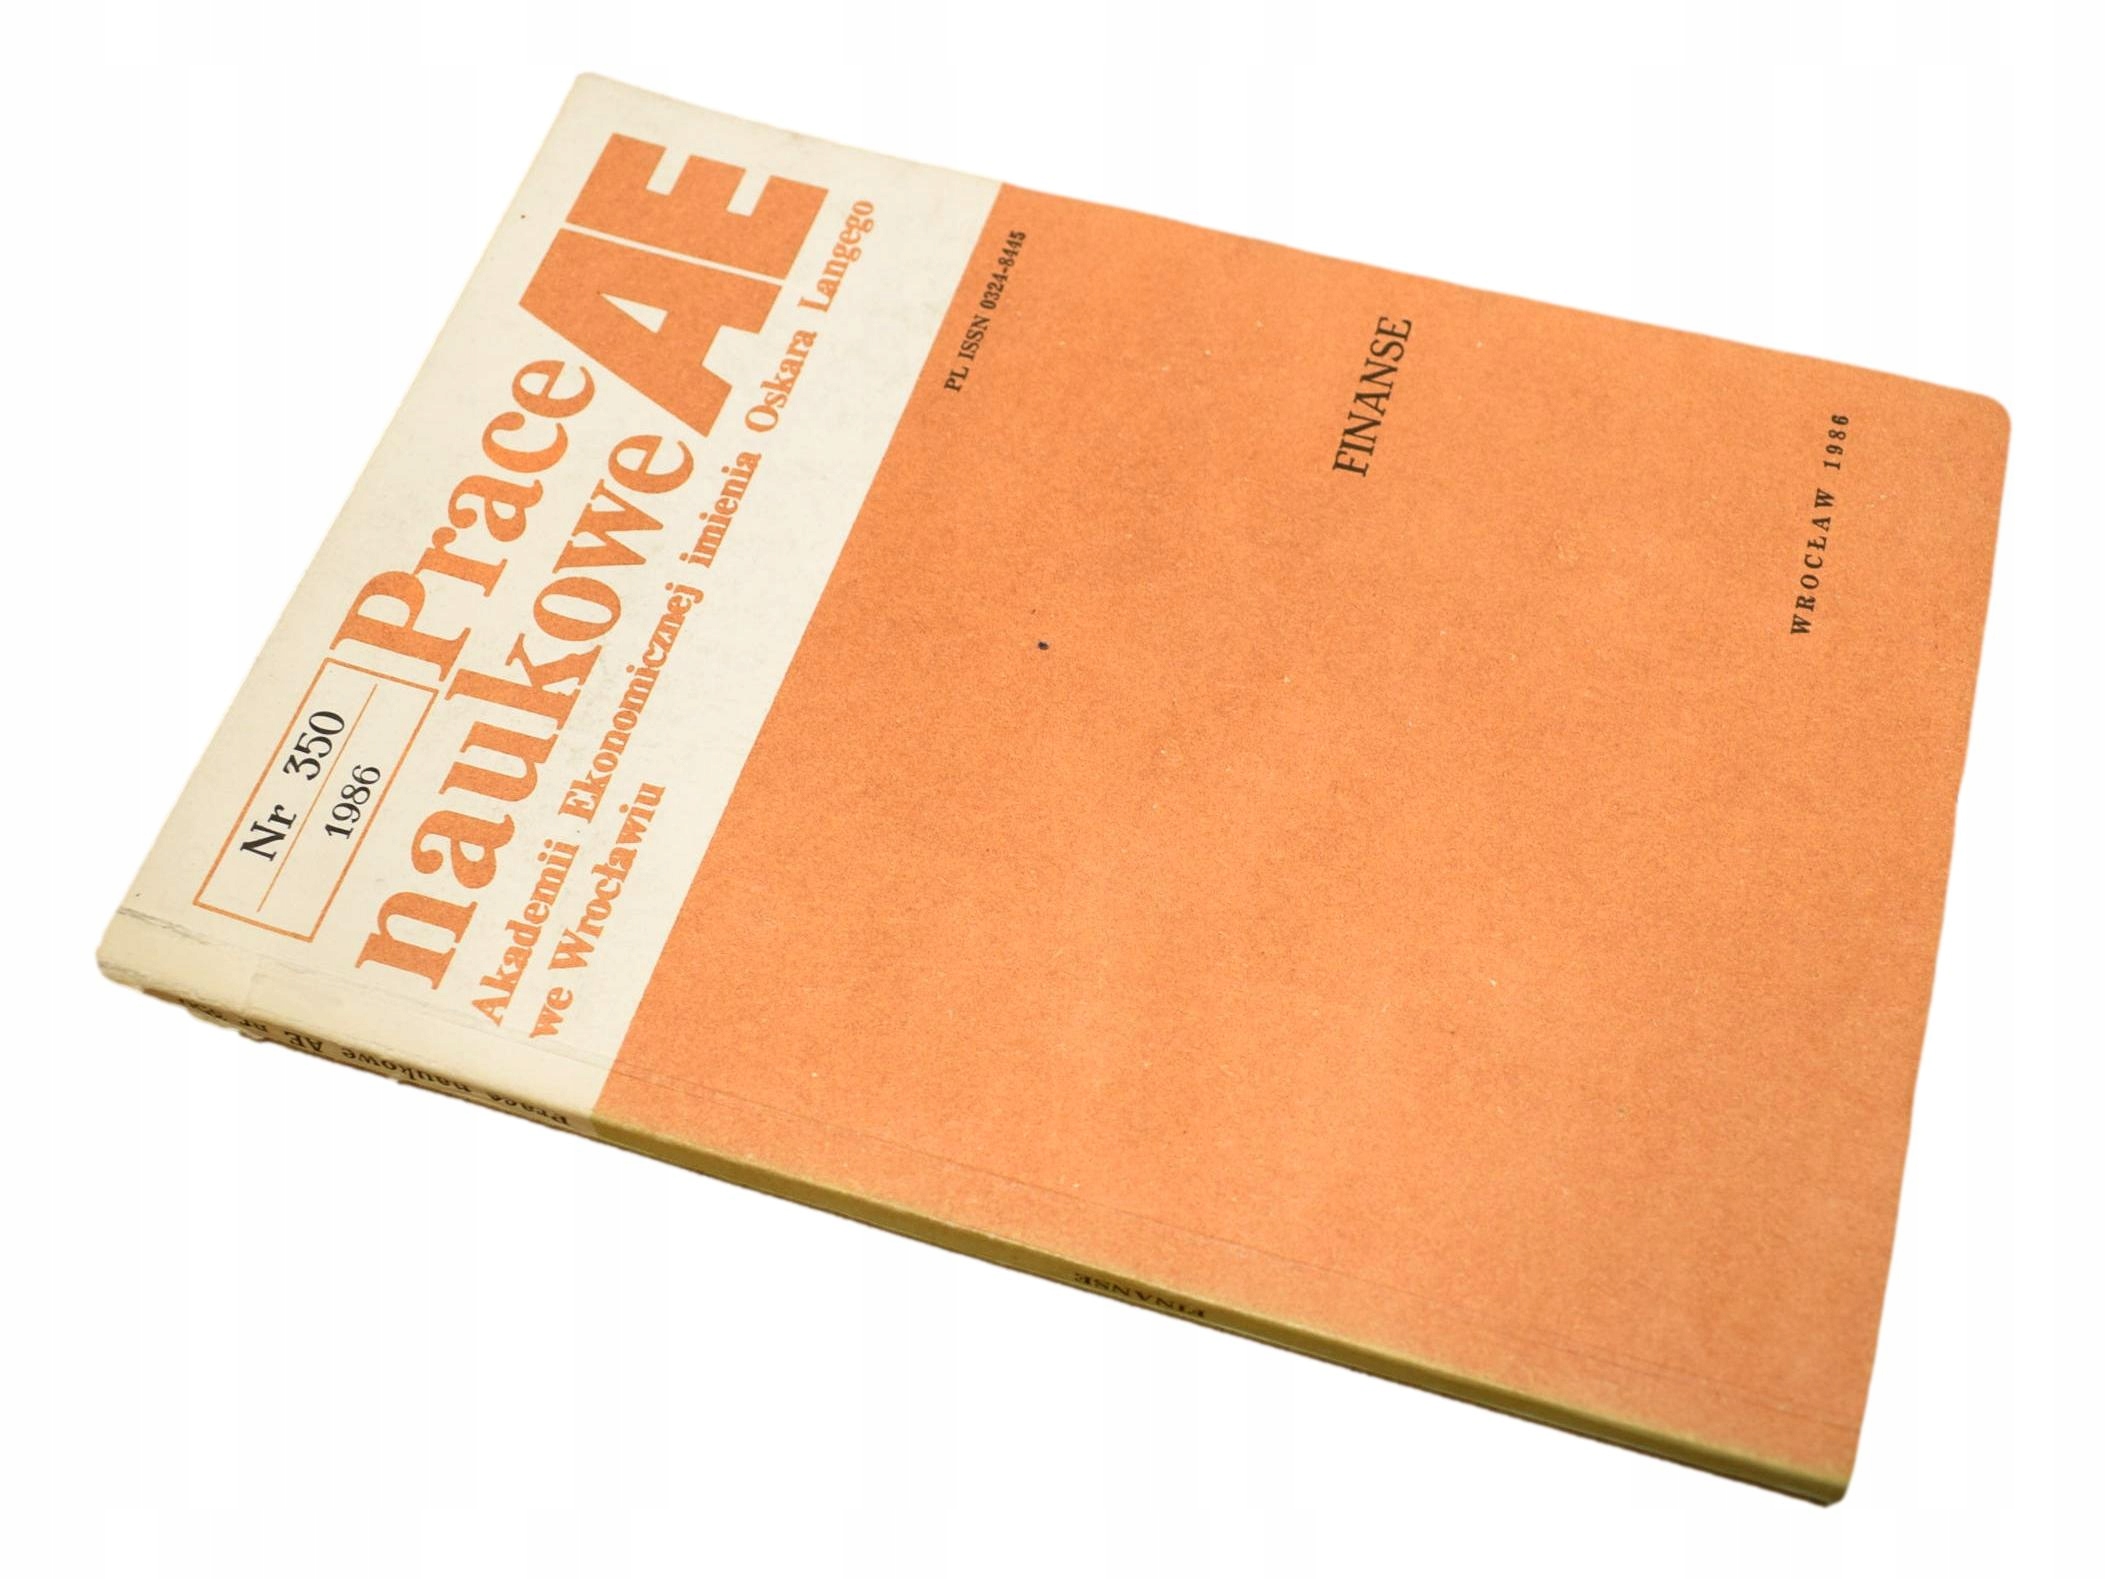 Nr 350
1986
Prace
naukowe AE
Akademii Ekonomicznej imienia Oskara Langego
we Wrocławiu
PL ISSN 0324-8445
FINANSE
WROCŁAW 1986
Prace naukowe AE nr
FINANSE